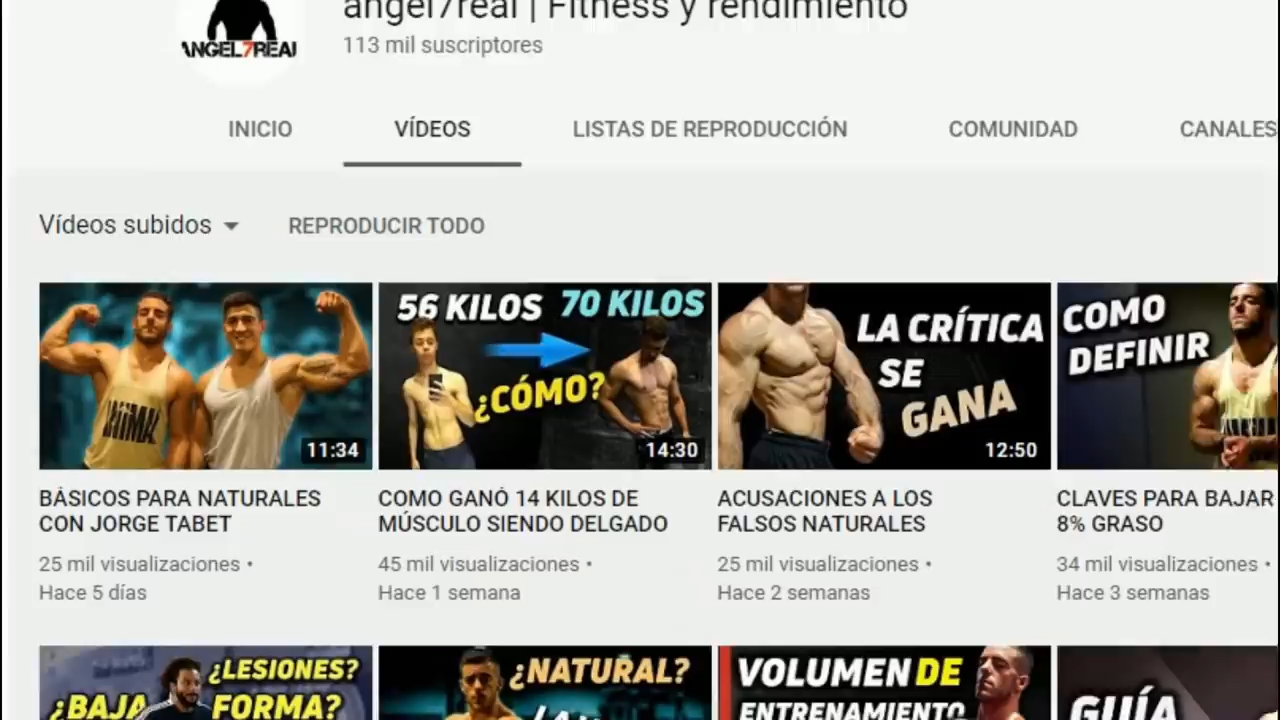 angel7real | Fitness y rendimiento
ANGEL7REAL
113 mil suscriptores
INICIO
VÍDEOS
LISTAS DE REPRODUCCIÓN
COMUNIDAD
CANALES
Vídeos subidos
REPRODUCIR TODO
ANIMAL
11:34
56 KILOS
70 KILOS
¿CÓMO?
14:30
LA CRÍTICA
SE
GANA
12:50
COMO
DEFINIR
BÁSICOS PARA NATURALES
CON JORGE TABET
25 mil visualizaciones •
Hace 5 días
COMO GANÓ 14 KILOS DE
MÚSCULO SIENDO DELGADO
45 mil visualizaciones •
Hace 1 semana
ACUSACIONES A LOS
FALSOS NATURALES
25 mil visualizaciones •
Hace 2 semanas
CLAVES PARA BAJAR
8% GRASO
34 mil visualizaciones •
Hace 3 semanas
¿LESIONES?
¿BAJA
FORMA?
¿NATURAL?
VOLUMEN DE
ENTRENAMIENTO
GUÍA